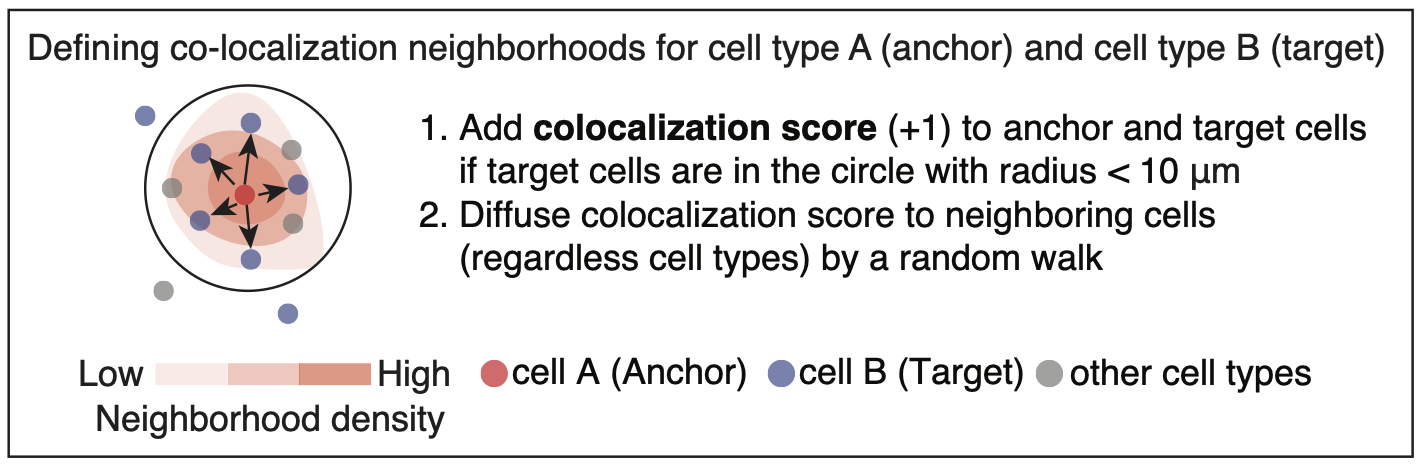 Defining co-localization neighborhoods for cell type A (anchor) and cell type B (target)
1. Add colocalization score (+1) to anchor and target cells
if target cells are in the circle with radius < 10 µm
2. Diffuse colocalization score to neighboring cells
(regardless cell types) by a random walk
Low High cell A (Anchor) cell B (Target) other cell types
Neighborhood density